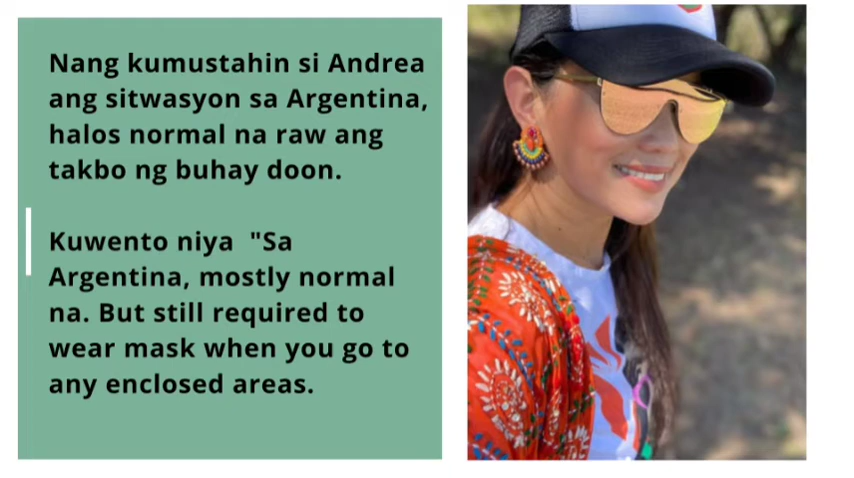 Nang kumustahin si Andrea
ang sitwasyon sa Argentina,
halos normal na raw ang
takbo ng buhay doon.
Kuwento niya "Sa
Argentina, mostly normal
na. But still required to
wear mask when you go to
any enclosed areas.